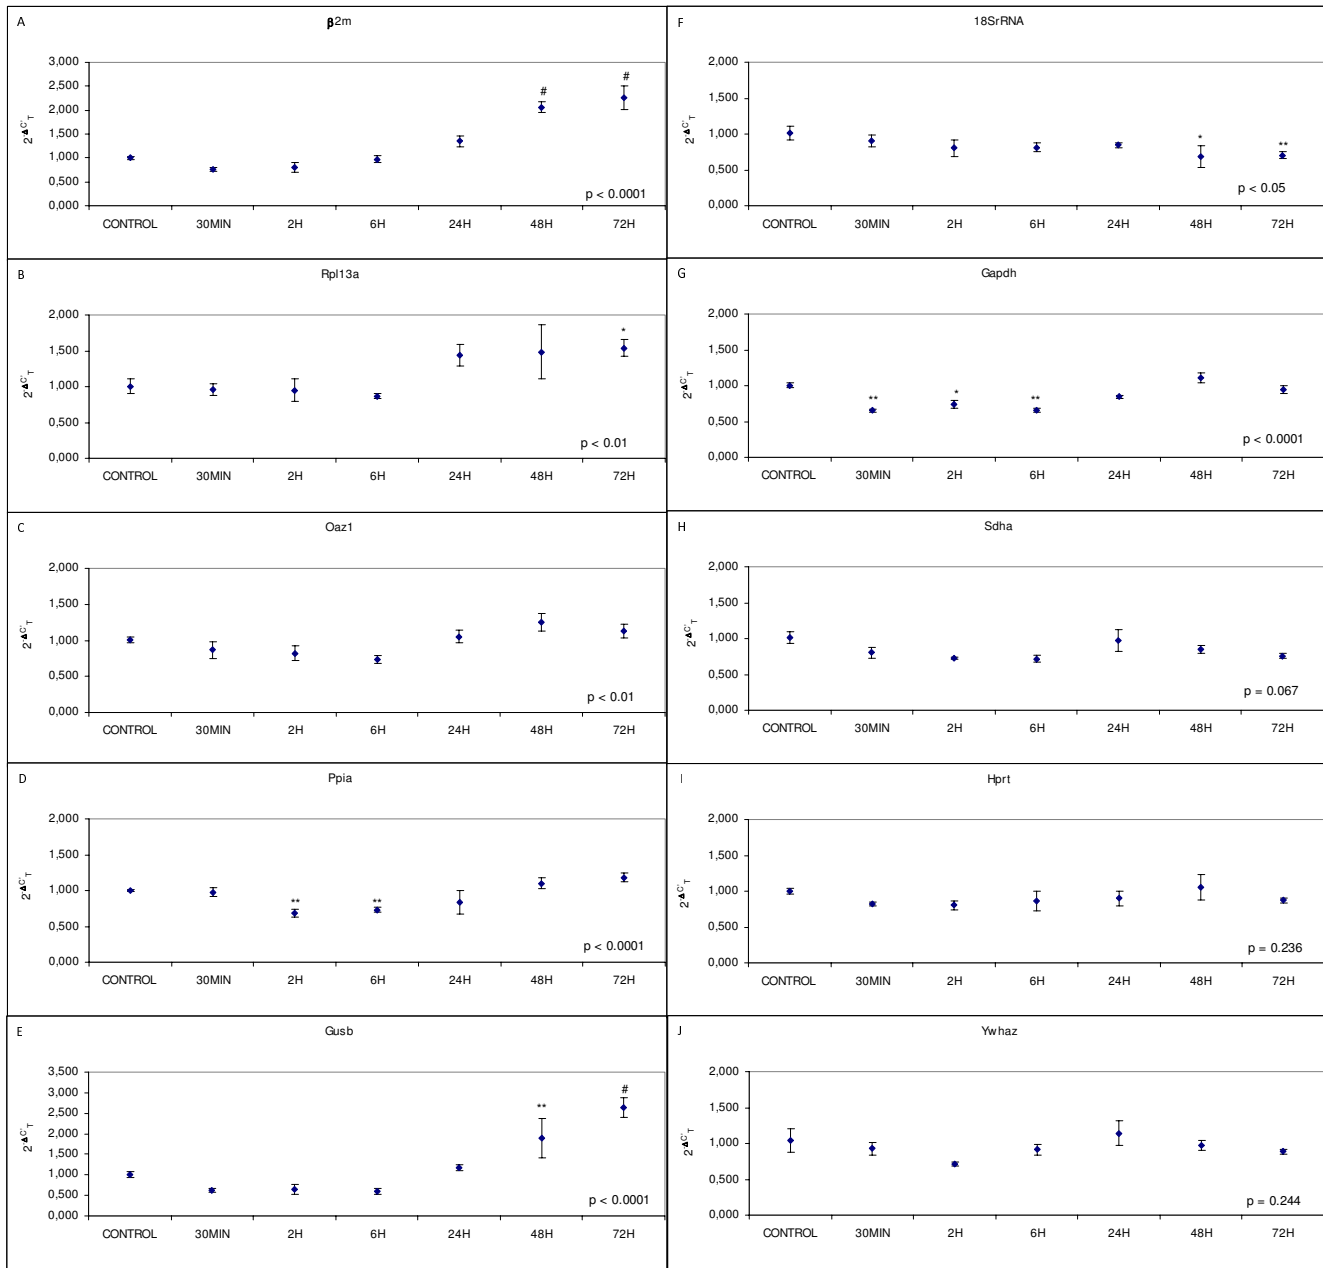 A
β2m
3,000
2,500
2,000
1,500
1,000
0,500
0,000
2-ΔC'T
#
#
p < 0.0001
CONTROL 30MIN 2H 6H 24H 48H 72H
B
Rpl13a
2,000
1,500
1,000
0,500
0,000
2-ΔC'T
*
p < 0.01
CONTROL 30MIN 2H 6H 24H 48H 72H
C
Oaz1
2,000
1,500
1,000
0,500
0,000
2-ΔC'T
p < 0.01
CONTROL 30MIN 2H 6H 24H 48H 72H
D
Ppia
2,000
1,500
1,000
0,500
0,000
2-ΔC'T
**
**
p < 0.0001
CONTROL 30MIN 2H 6H 24H 48H 72H
E
Gusb
3,500
3,000
2,500
2,000
1,500
1,000
0,500
0,000
2-ΔC'T
**
#
p < 0.0001
CONTROL 30MIN 2H 6H 24H 48H 72H
F
18SrRNA
2,000
1,500
1,000
0,500
0,000
2-ΔC'T
*
**
p < 0.05
CONTROL 30MIN 2H 6H 24H 48H 72H
G
Gapdh
2,000
1,500
1,000
0,500
0,000
2-ΔC'T
**
*
**
p < 0.0001
CONTROL 30MIN 2H 6H 24H 48H 72H
H
Sdha
2,000
1,500
1,000
0,500
0,000
2-ΔC'T
p = 0.067
CONTROL 30MIN 2H 6H 24H 48H 72H
I
Hprt
2,000
1,500
1,000
0,500
0,000
2-ΔC'T
p = 0.236
CONTROL 30MIN 2H 6H 24H 48H 72H
J
Ywhaz
2,000
1,500
1,000
0,500
0,000
2-ΔC'T
p = 0.244
CONTROL 30MIN 2H 6H 24H 48H 72H